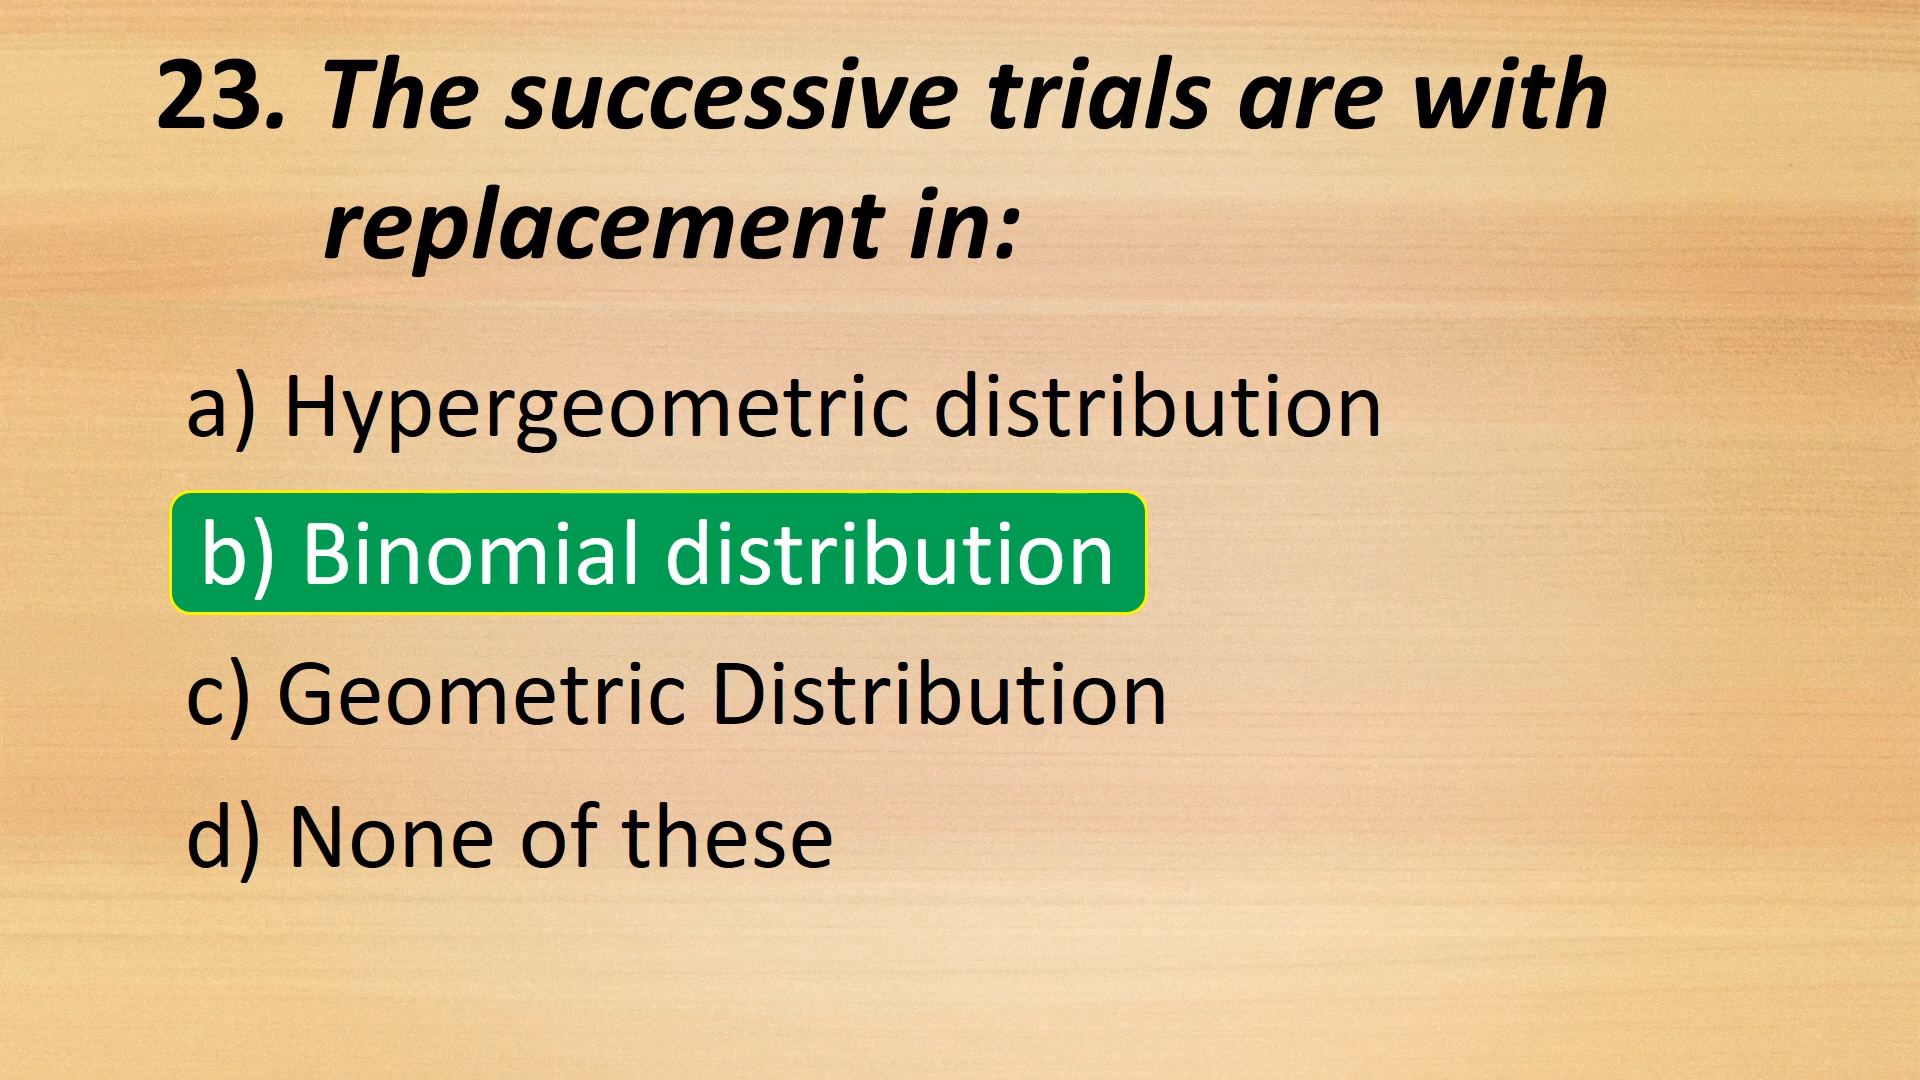 23. The successive trials are with
replacement in:
a) Hypergeometric distribution
b) Binomial distribution
c) Geometric Distribution
d) None of these